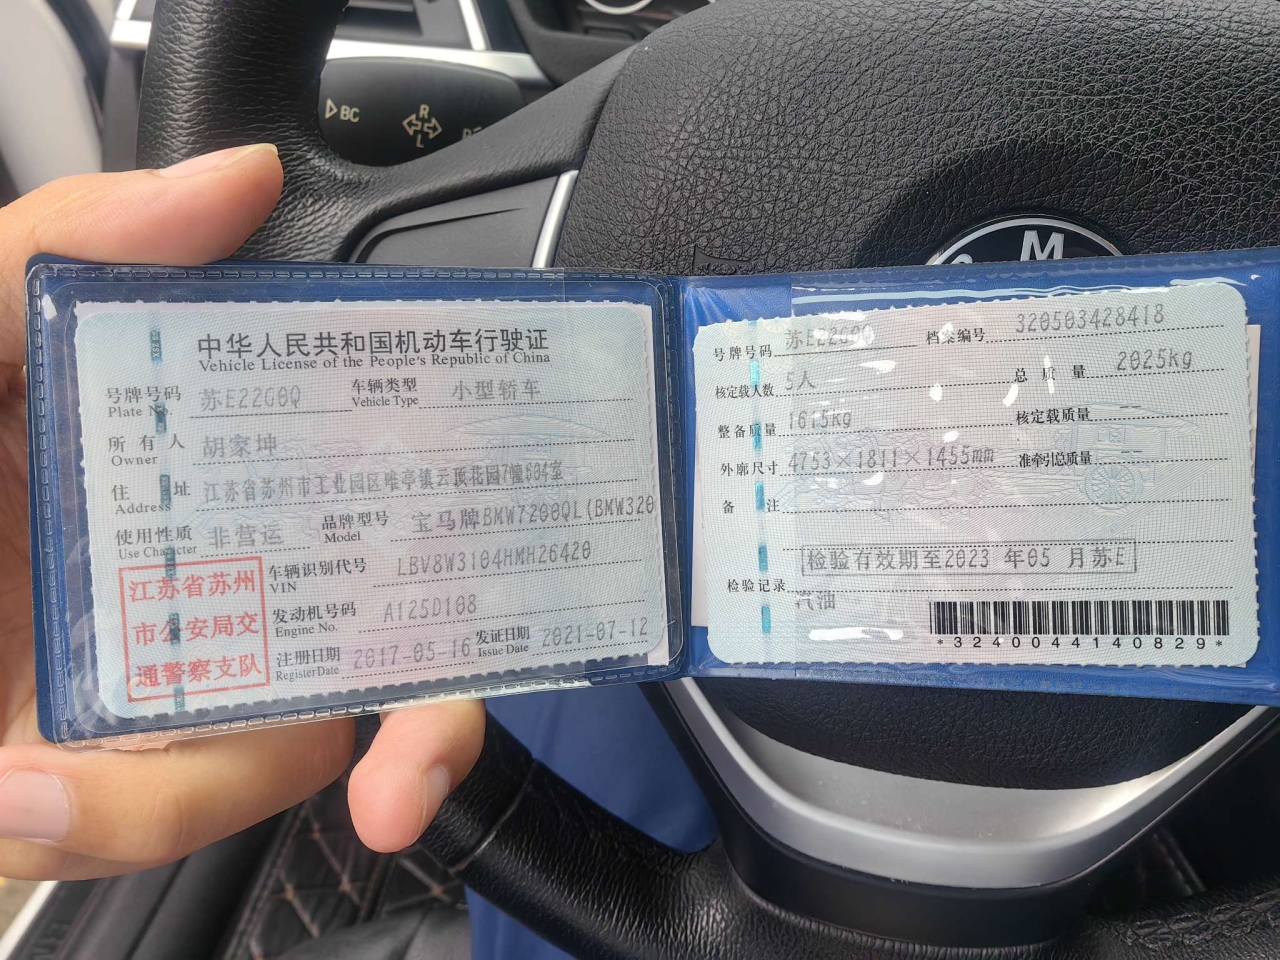 BC
R
L
M
中华人民共和国机动车行驶证
Vehicle License of the People's Republic of China
号牌号码 苏E22G0Q 车辆类型 小型轿车
Plate No. Vehicle Type
所有人 胡家坤
Owner
住址 江苏省苏州市工业园区唯亭镇云顶花园7幢604室
Address
使用性质 非营运 品牌型号 宝马牌BMW7200QL(BMW320
Use Character Model
江苏省苏州
市公安局交
通警察支队
车辆识别代号 LBV8W3104HMH26420
VIN
发动机号码 A125D108
Engine No.
注册日期 2017-05-16 发证日期 2021-07-12
Register Date Issue Date
号牌号码 苏E22G0Q 档案编号 320503428418
核定载人数 5人 总质量 2025kg
整备质量 1615kg 核定载质量 --
外廓尺寸 4753×1811×1455mm 准牵引总质量 --
备注
检验有效期至2023 年05 月苏E
检验记录
汽油
*3240044140829*